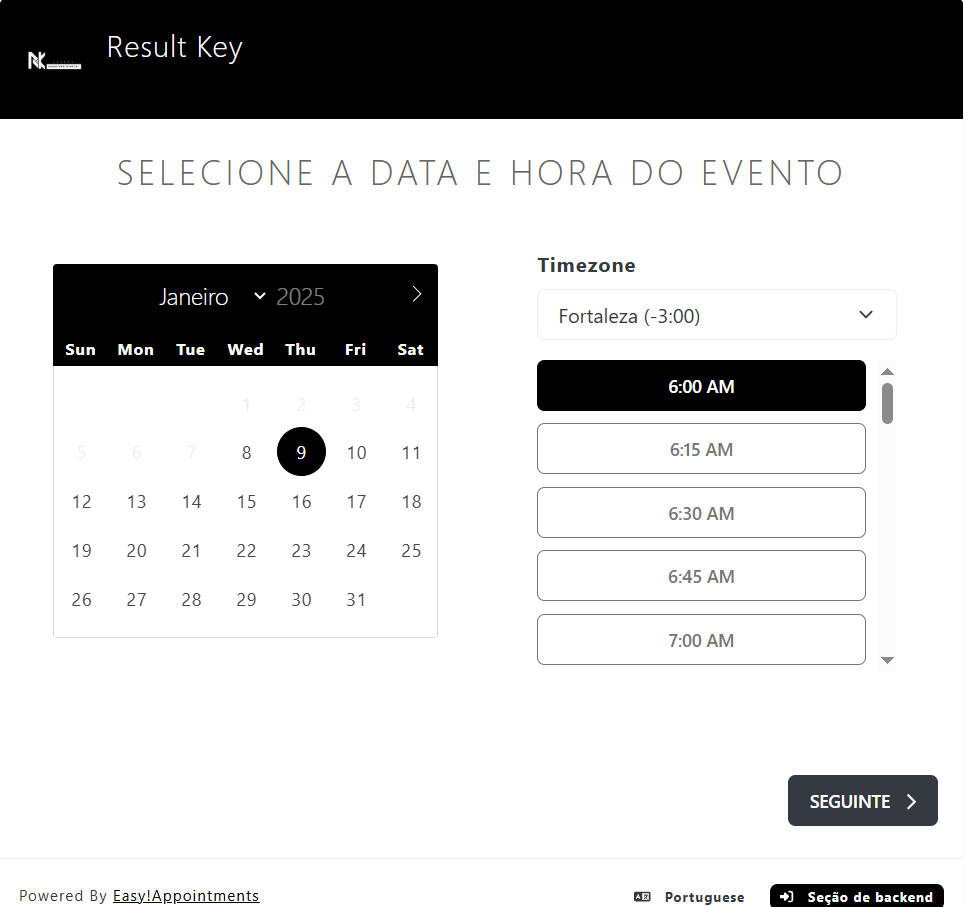 Result Key
SELECIONE A DATA E HORA DO EVENTO
Janeiro 2025
Sun Mon Tue Wed Thu Fri Sat
1 2 3 4
5 6 7 8 9 10 11
12 13 14 15 16 17 18
19 20 21 22 23 24 25
26 27 28 29 30 31
Timezone
Fortaleza (-3:00)
6:00 AM
6:15 AM
6:30 AM
6:45 AM
7:00 AM
SEGUINTE
Powered By Easy!Appointments
Portuguese
Seção de backend